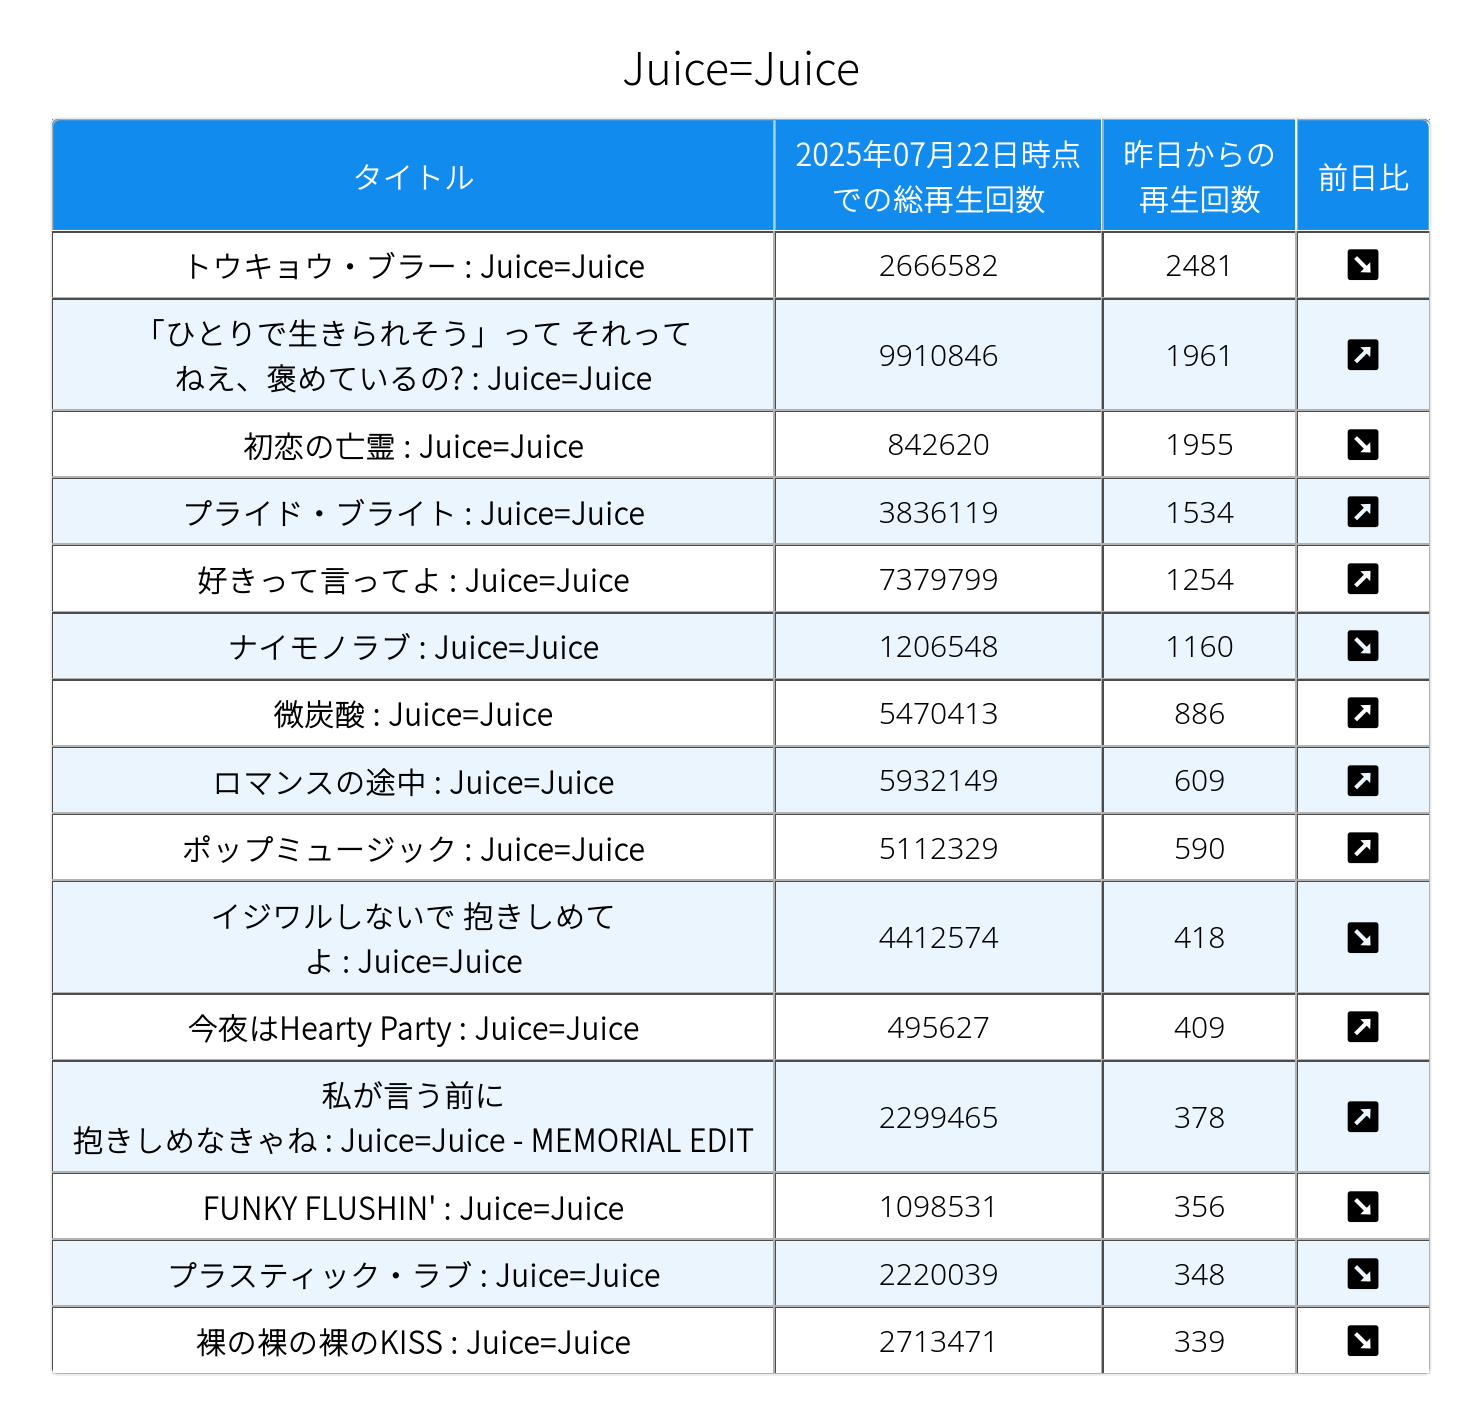 Juice=Juice
タイトル
2025年07月22日時点
での総再生回数
昨日からの
再生回数
前日比
トウキョウ・ブラー : Juice=Juice
2666582
2481
「ひとりで生きられそう」って それって
ねえ、褒めているの? : Juice=Juice
9910846
1961
初恋の亡霊 : Juice=Juice
842620
1955
プライド・ブライト : Juice=Juice
3836119
1534
好きって言ってよ : Juice=Juice
7379799
1254
ナイモノラブ : Juice=Juice
1206548
1160
微炭酸 : Juice=Juice
5470413
886
ロマンスの途中 : Juice=Juice
5932149
609
ポップミュージック : Juice=Juice
5112329
590
イジワルしないで 抱きしめて
よ : Juice=Juice
4412574
418
今夜はHearty Party : Juice=Juice
495627
409
私が言う前に
抱きしめなきゃね : Juice=Juice - MEMORIAL EDIT
2299465
378
FUNKY FLUSHIN' : Juice=Juice
1098531
356
プラスティック・ラブ : Juice=Juice
2220039
348
裸の裸の裸のKISS : Juice=Juice
2713471
339